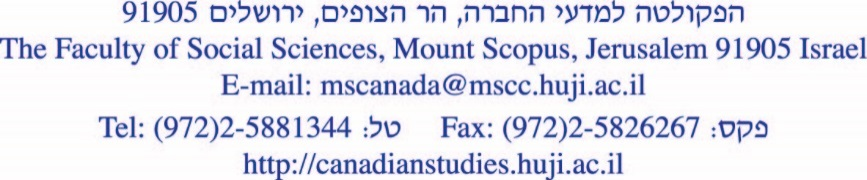 הפקולטה למדעי החברה, הר הצופים, ירושלים 91905
The Faculty of Social Sciences, Mount Scopus, Jerusalem 91905 Israel
E-mail: mscanada@mscc.huji.ac.il
Tel: (972)2-5881344 :טל Fax: (972)2-5826267 :פקס
http://canadianstudies.huji.ac.il